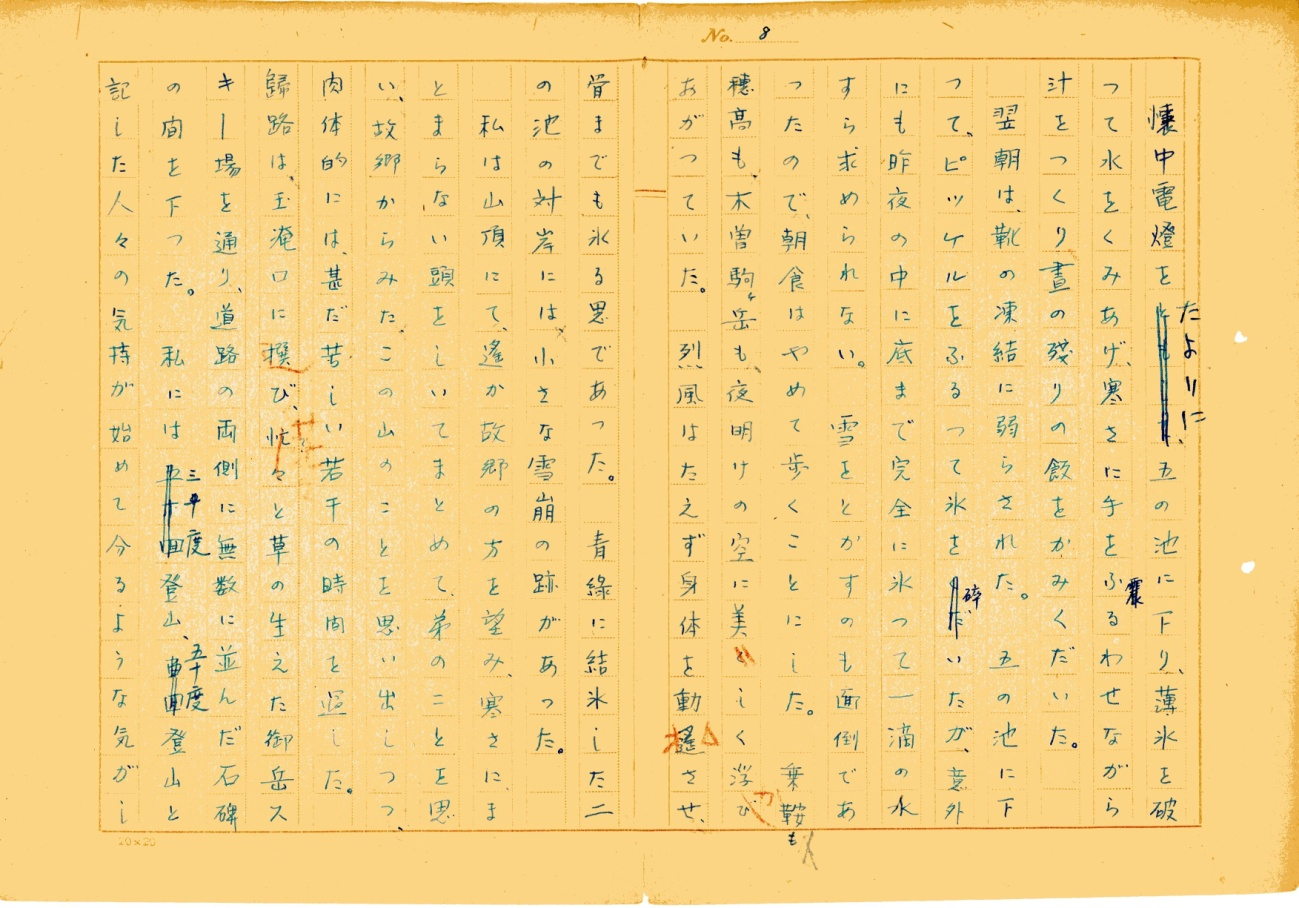 No. 8
懐中電燈をたよりに、五の池に下り、薄氷を破
つて水をくみあげ、寒さに手をふるわせながら
汁をつくり晝の残りの飯をかみくだいた。
翌朝は、靴の凍結に弱らされた。 五の池に下
つて、ピッケルをふるつて氷を碎いたが、意外
にも昨夜の中に底まで完全に氷つて一滴の水
すら求められない。 雪をとかすのも面倒であ
つたので、朝食はやめて歩くことにした。 乗鞍も
穂高も、木曽駒ヶ岳も、夜明けの空に美しく浮び
あがつていた。 烈風はたえず身体を動搖させ、
骨までも氷る思であつた。 青綠に結氷した二
の池の対岸には小さな雪崩の跡があつた。
私は山頂にて、遙か故郷の方を望み、寒さに、ま
とまらない頭をしいてまとめて、弟のことを思
い、故郷からみた、この山のことを思い出しつつ、
肉体的には、甚だ苦しい若干の時間を過した。
歸路は、王滝口に撰び、茫々と草の生えた御岳ス
キー場を通り、道路の両側に無数に並んだ石碑
の間を下つた。 私には三十度登山、五十度登山と
記した人々の気持が始めて分るような気がし
20×20